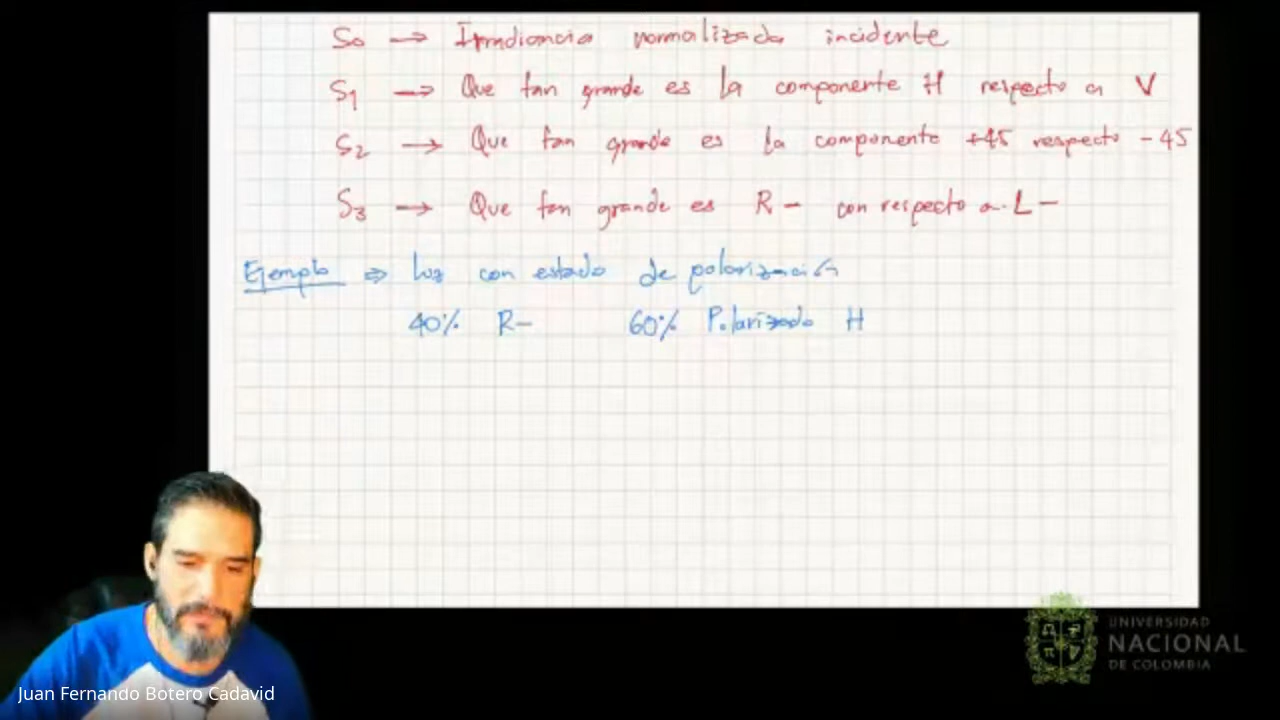 S₀ → Irradiancia normalizada incidente
S₁ → Que tan grande es la componente H respecto a V
S₂ → Que tan grande es la componente +45 respecto -45
S₃ → Que tan grande es R- con respecto a L-
Ejemplo ⇒ luz con estado de polarización
40% R- 60% Polarizado H
UNIVERSIDAD
NACIONAL
DE COLOMBIA
Juan Fernando Botero Cadavid